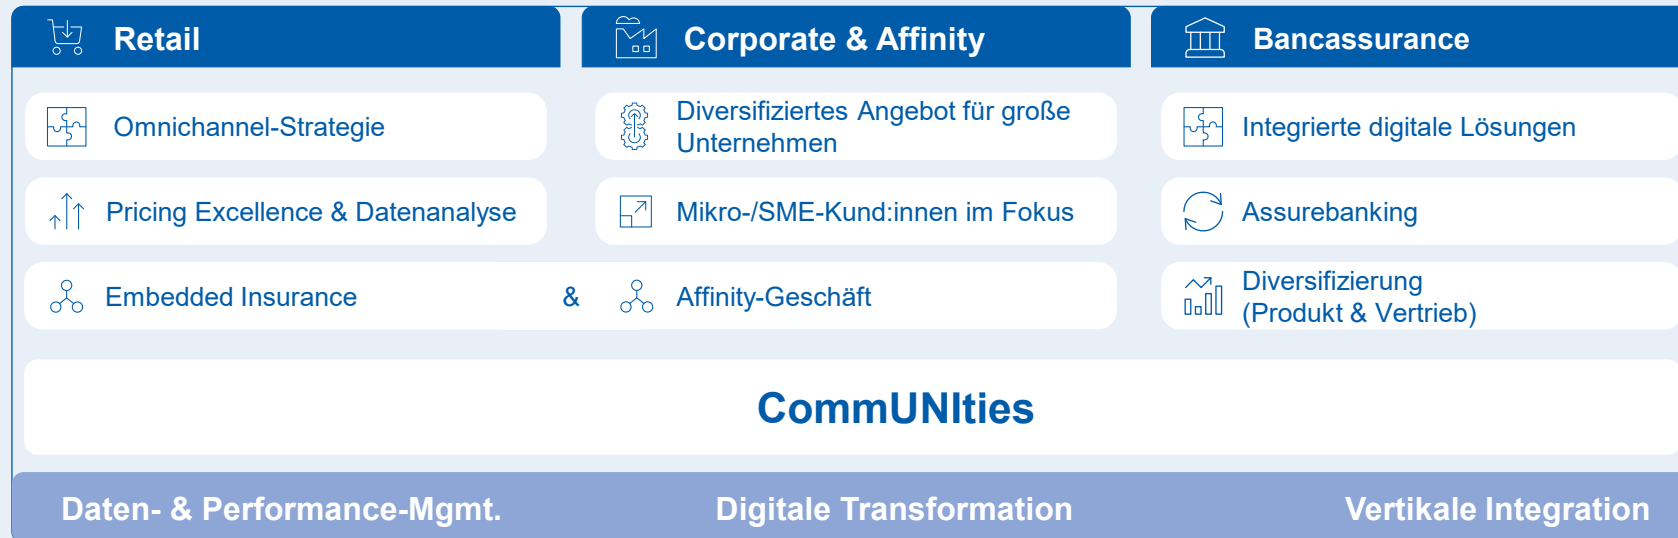 Retail
Omnichannel-Strategie
Pricing Excellence & Datenanalyse
Corporate & Affinity
Diversifiziertes Angebot für große
Unternehmen
Mikro-/SME-Kund:innen im Fokus
Embedded Insurance & Affinity-Geschäft
Bancassurance
Integrierte digitale Lösungen
Assurebanking
Diversifizierung
(Produkt & Vertrieb)
CommUNIties
Daten- & Performance-Mgmt.
Digitale Transformation
Vertikale Integration